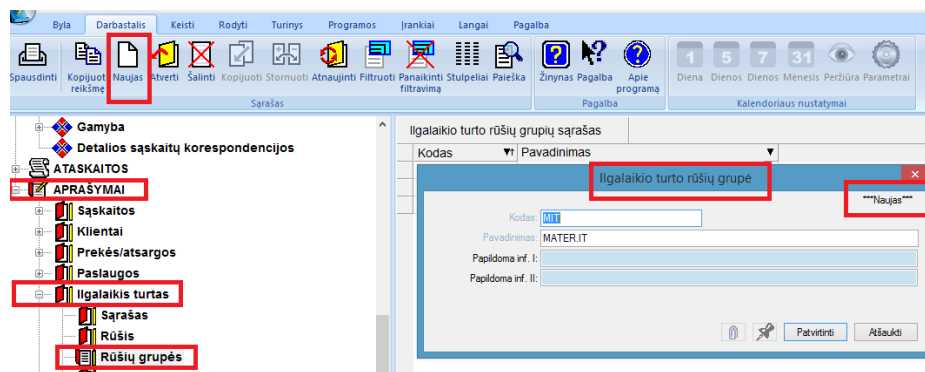 Byla Darbastalis Keisti Rodyti Turinys Programos Įrankiai Langai Pagalba
Spausdinti Kopijuoti reikšmę Naujas Atverti Šalinti Kopijuoti Stornuoti Atnaujinti Filtruoti Panaikinti filtravimą Stulpeliai Paieška Žinynas Pagalba Apie programą Diena Dienos Dienos Mėnesis Peržiūra Parametrai
1 5 7 31
Sąrašas Pagalba Kalendoriaus nustatymai
Gamyba
Detalios sąskaitų korespondencijos
ATASKAITOS
APRAŠYMAI
Sąskaitos
Klientai
Prekės/atsargos
Paslaugos
Ilgalaikis turtas
Sąrašas
Rūšis
Rūšių grupės
Ilgalaikio turto rūšių grupių sąrašas
Kodas Pavadinimas
Ilgalaikio turto rūšių grupė
***Naujas***
Kodas: MIT
Pavadinimas: MATER.IT
Papildoma inf. I:
Papildoma inf. II:
Patvirtinti Atšaukti